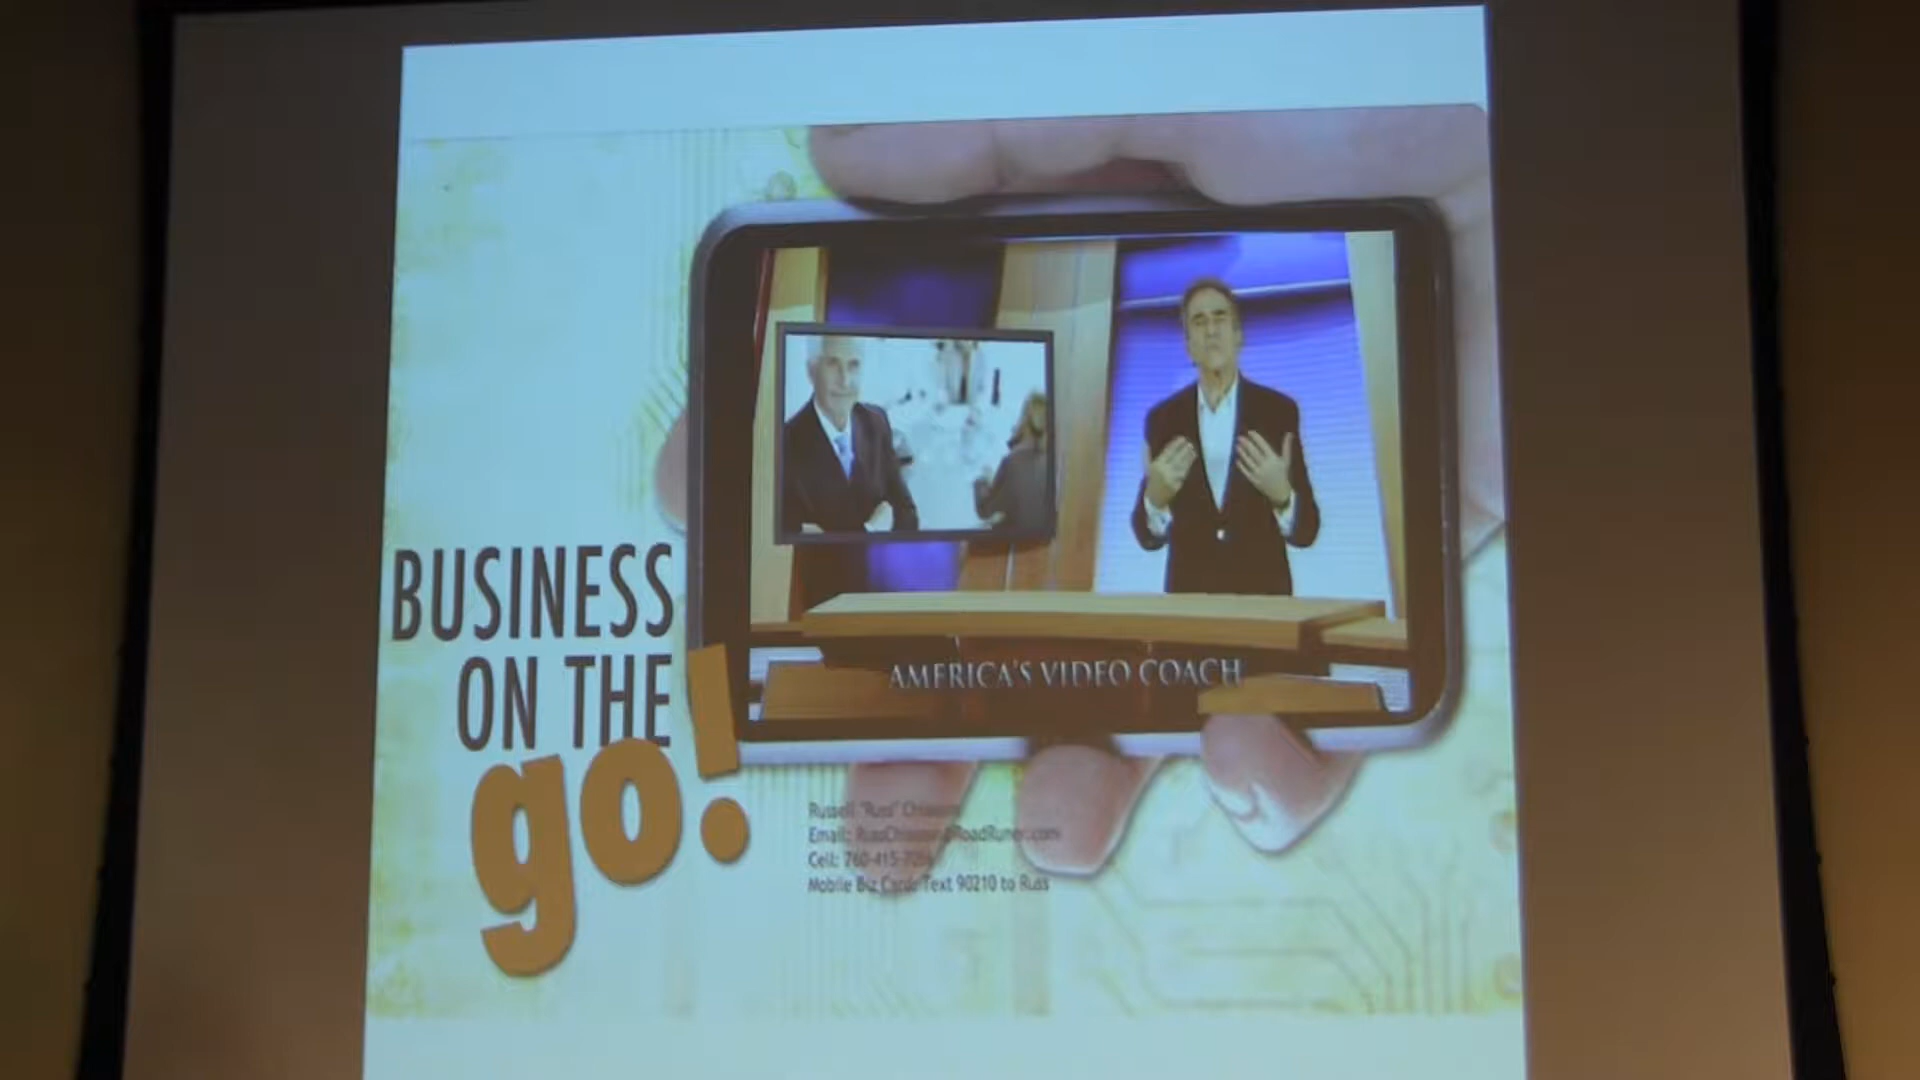 BUSINESS
ON THE
go!
AMERICA'S VIDEO COACH
Russell "Russ"
Email:
Cell: 760-415-
Mobile Biz Card: Text 90210 to Russ